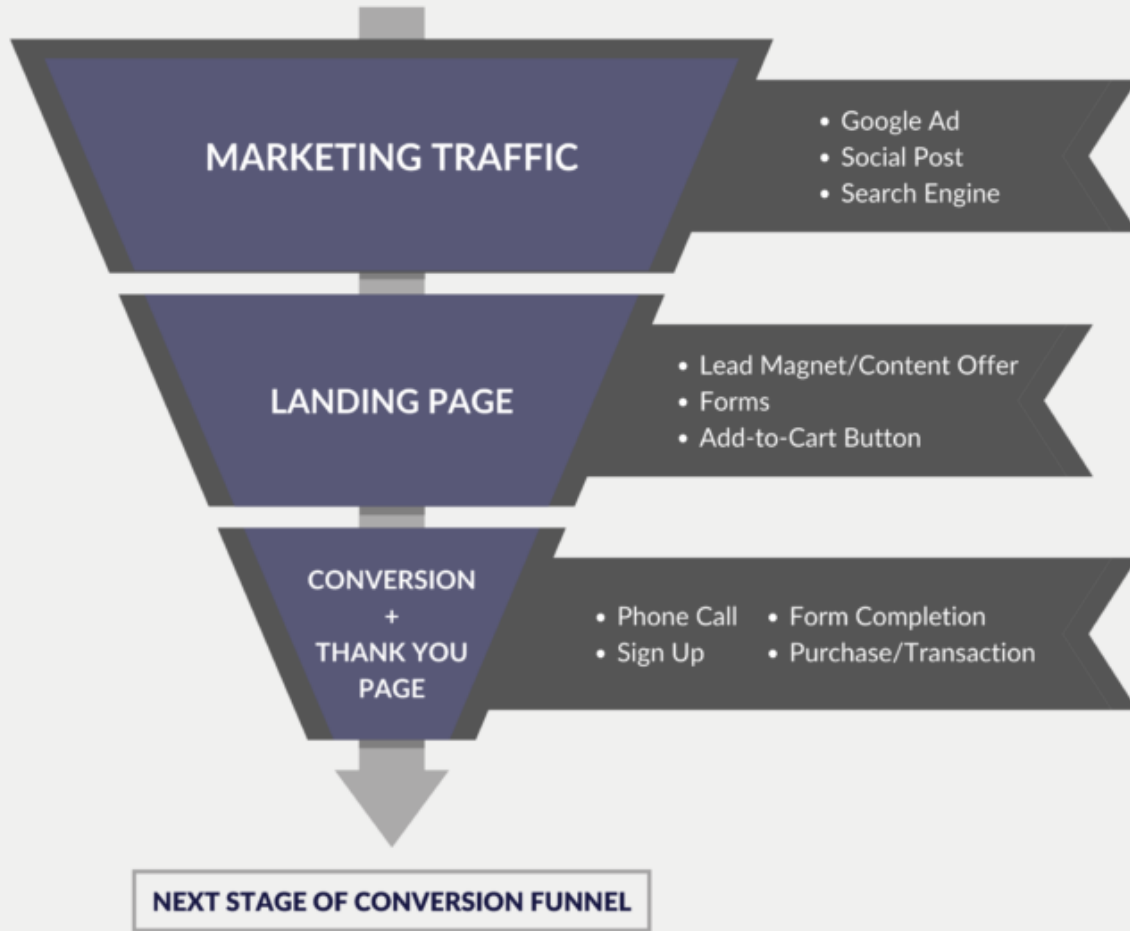 MARKETING TRAFFIC
• Google Ad
• Social Post
• Search Engine
LANDING PAGE
• Lead Magnet/Content Offer
• Forms
• Add-to-Cart Button
CONVERSION
+
THANK YOU
PAGE
• Phone Call • Form Completion
• Sign Up • Purchase/Transaction
NEXT STAGE OF CONVERSION FUNNEL